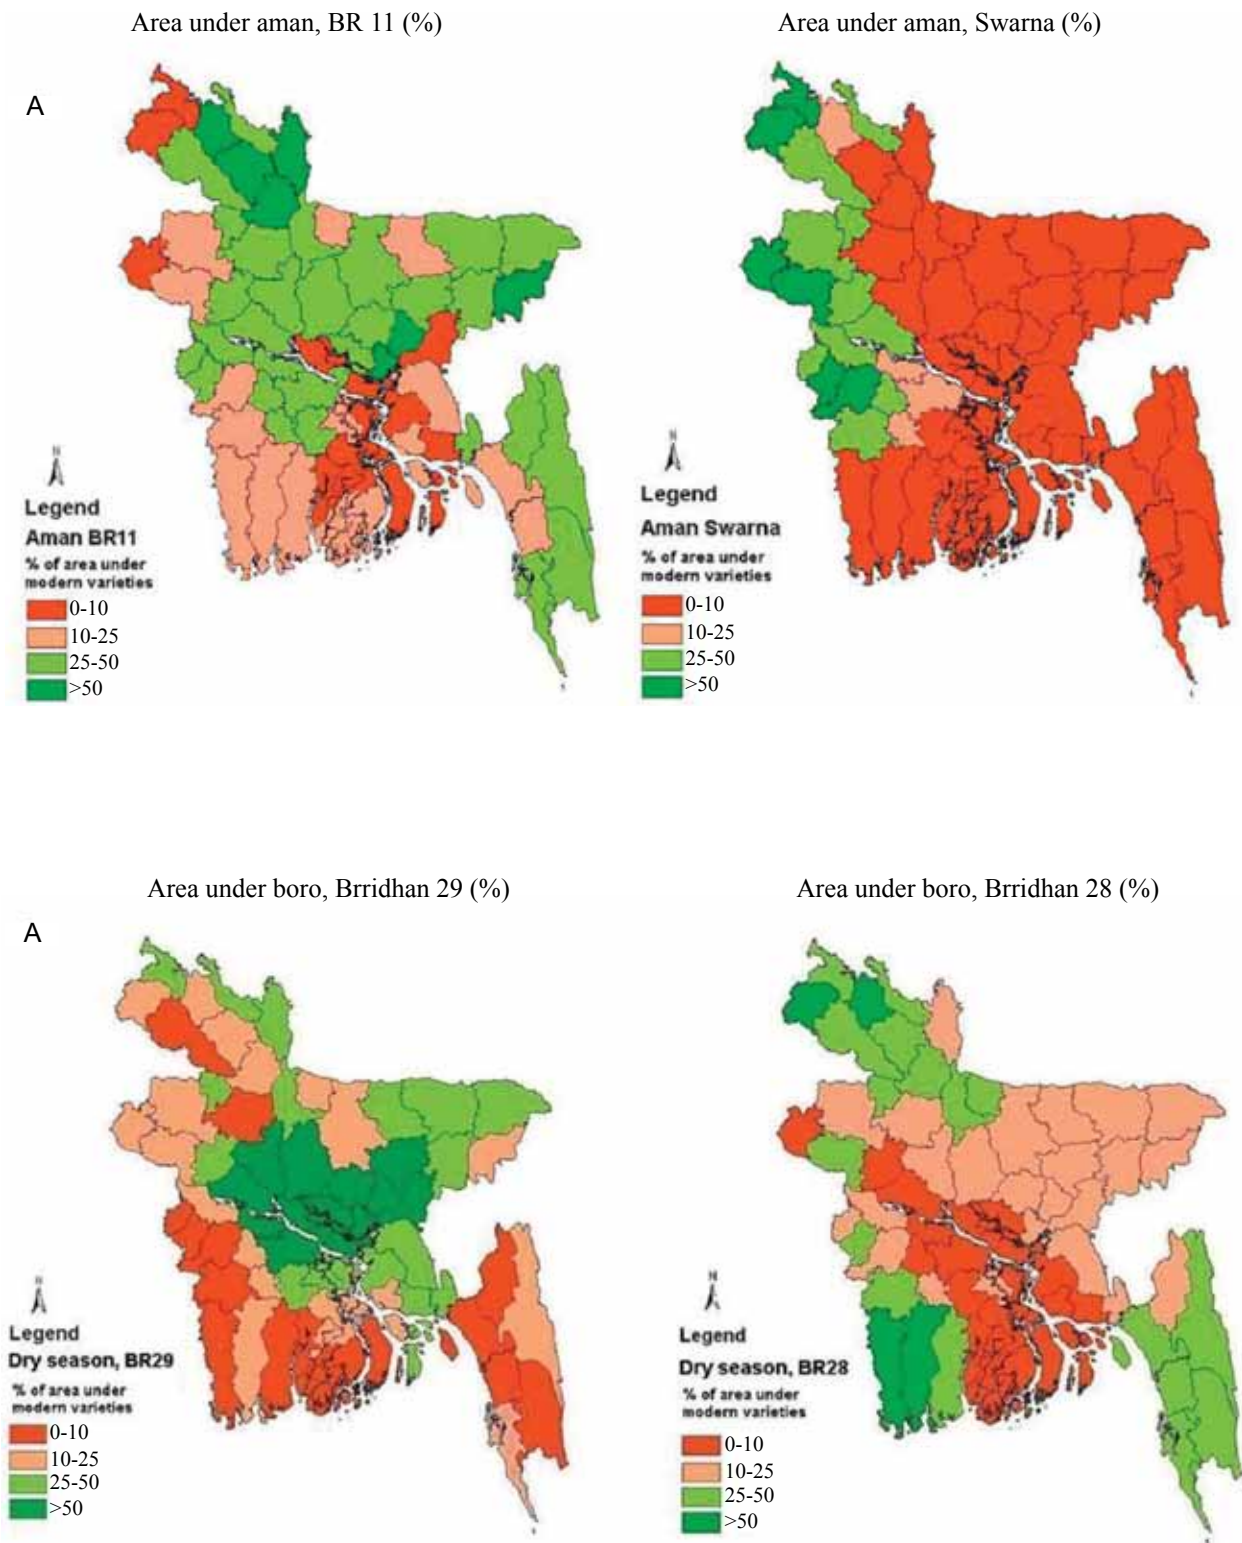 Area under aman, BR 11 (%)
Area under aman, Swarna (%)
A
N
Legend
Aman BR11
% of area under
modern varieties
0-10
10-25
25-50
>50
N
Legend
Aman Swarna
% of area under
modern varieties
0-10
10-25
25-50
>50
Area under boro, Brridhan 29 (%)
Area under boro, Brridhan 28 (%)
A
N
Legend
Dry season, BR29
% of area under
modern varieties
0-10
10-25
25-50
>50
N
Legend
Dry season, BR28
% of area under
modern varieties
0-10
10-25
25-50
>50